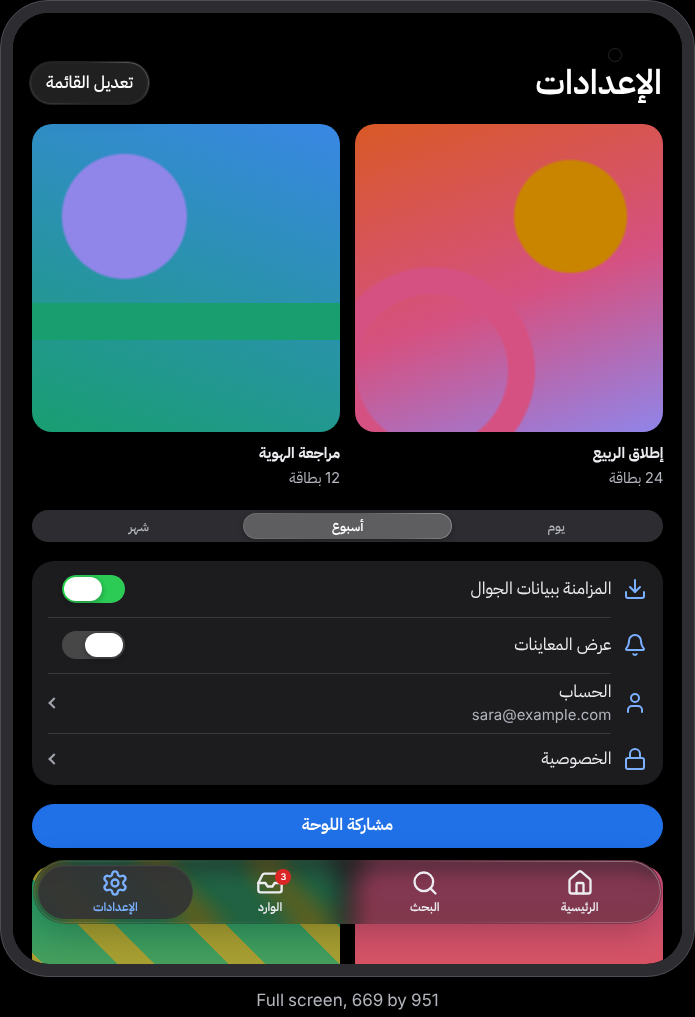 الإعدادات
تعديل القائمة
إطلاق الربيع
24 بطاقة
مراجعة الهوية
12 بطاقة
يوم
أسبوع
شهر
المزامنة ببيانات الجوال
عرض المعاينات
الحساب
sara@example.com
الخصوصية
مشاركة اللوحة
الرئيسية
البحث
3
الوارد
الإعدادات
Full screen, 669 by 951